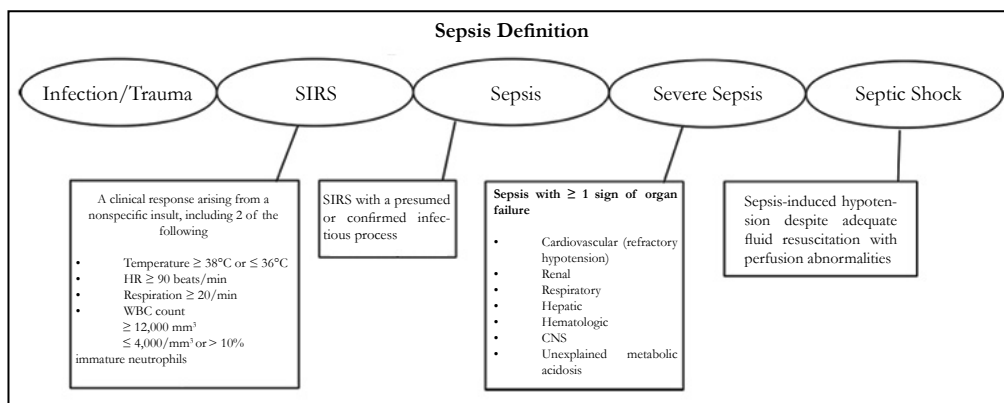 Sepsis Definition
Infection/Trauma
SIRS
Sepsis
Severe Sepsis
Septic Shock
A clinical response arising from a
nonspecific insult, including 2 of the
following
• Temperature ≥ 38°C or ≤ 36°C
• HR ≥ 90 beats/min
• Respiration ≥ 20/min
• WBC count
≥ 12,000 mm³
≤ 4,000/mm³ or > 10%
immature neutrophils
SIRS with a presumed
or confirmed infec-
tious process
Sepsis with ≥ 1 sign of organ
failure
• Cardiovascular (refractory
hypotension)
• Renal
• Respiratory
• Hepatic
• Hematologic
• CNS
• Unexplained metabolic
acidosis
Sepsis-induced hypoten-
sion despite adequate
fluid resuscitation with
perfusion abnormalities